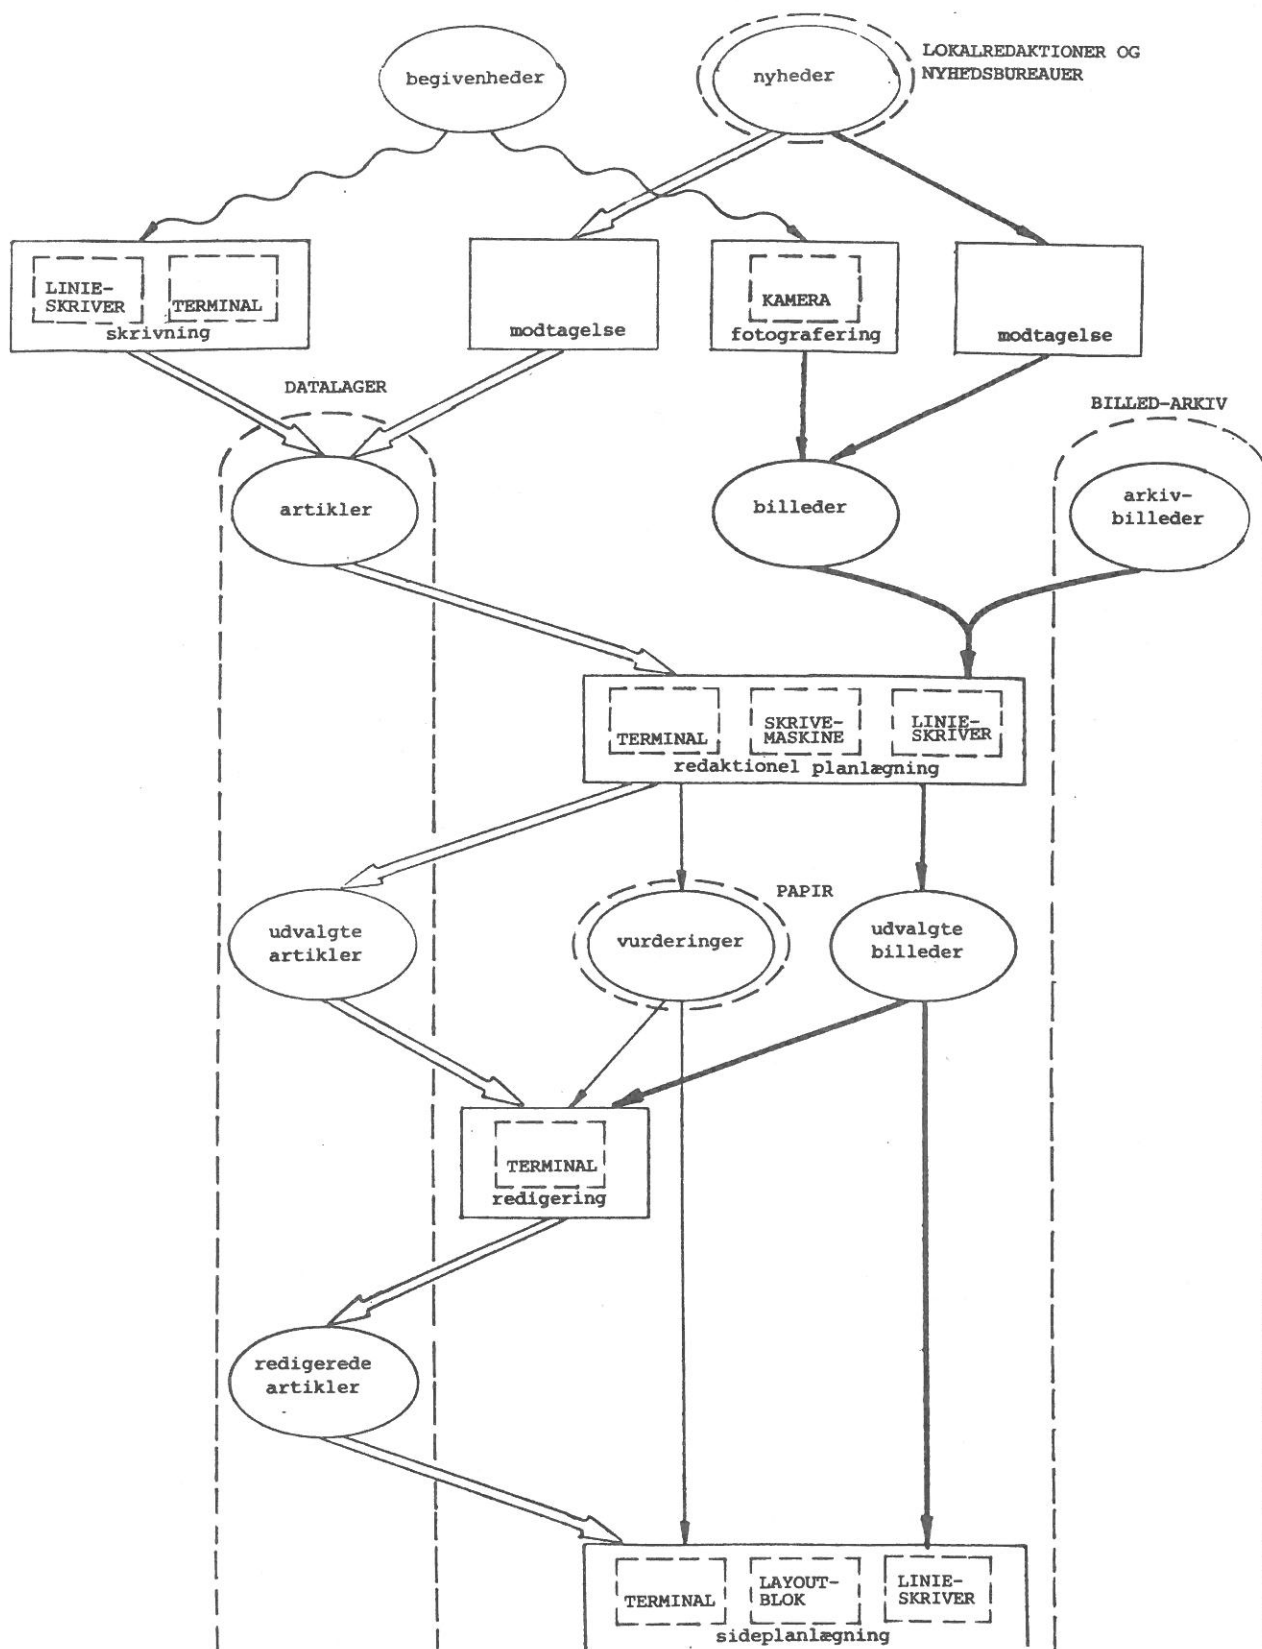 begivenheder
nyheder
LOKALREDAKTIONER OG
NYHEDSBUREAUER
LINIE-
SKRIVER
TERMINAL
skrivning
modtagelse
KAMERA
fotografering
modtagelse
DATALAGER
BILLED-ARKIV
artikler
billeder
arkiv-
billeder
TERMINAL
SKRIVE-
MASKINE
LINIE-
SKRIVER
redaktionel planlægning
udvalgte
artikler
vurderinger
PAPIR
udvalgte
billeder
TERMINAL
redigering
redigerede
artikler
TERMINAL
LAYOUT-
BLOK
LINIE-
SKRIVER
sideplanlægning